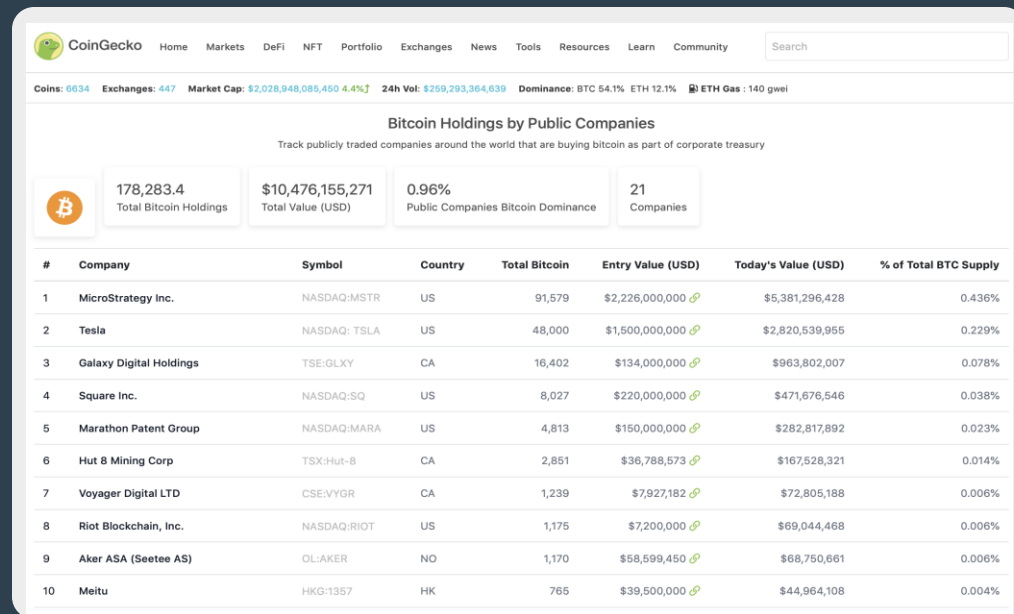 CoinGecko Home Markets DeFi NFT Portfolio Exchanges News Tools Resources Learn Community Search
Coins: 6634 Exchanges: 447 Market Cap: $2,028,948,085,450 4.4% 24h Vol: $259,293,364,639 Dominance: BTC 54.1% ETH 12.1% ETH Gas : 140 gwei
Bitcoin Holdings by Public Companies
Track publicly traded companies around the world that are buying bitcoin as part of corporate treasury
178,283.4 $10,476,155,271 0.96% 21
Total Bitcoin Holdings Total Value (USD) Public Companies Bitcoin Dominance Companies
# Company Symbol Country Total Bitcoin Entry Value (USD) Today's Value (USD) % of Total BTC Supply
1 MicroStrategy Inc. NASDAQ:MSTR US 91,579 $2,226,000,000 $5,381,296,428 0.436%
2 Tesla NASDAQ: TSLA US 48,000 $1,500,000,000 $2,820,539,955 0.229%
3 Galaxy Digital Holdings TSE:GLXY CA 16,402 $134,000,000 $963,802,007 0.078%
4 Square Inc. NASDAQ:SQ US 8,027 $220,000,000 $471,676,546 0.038%
5 Marathon Patent Group NASDAQ:MARA US 4,813 $150,000,000 $282,817,892 0.023%
6 Hut 8 Mining Corp TSX:Hut-8 CA 2,851 $36,788,573 $167,528,321 0.014%
7 Voyager Digital LTD CSE:VYGR CA 1,239 $7,927,182 $72,805,188 0.006%
8 Riot Blockchain, Inc. NASDAQ:RIOT US 1,175 $7,200,000 $69,044,468 0.006%
9 Aker ASA (Seetee AS) OL:AKER NO 1,170 $58,599,450 $68,750,661 0.006%
10 Meitu HKG:1357 HK 765 $39,500,000 $44,964,108 0.004%